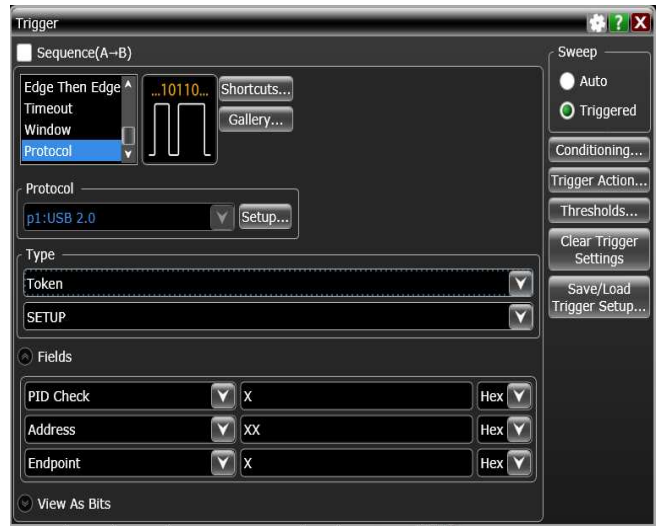 Trigger
? X
Sequence(A→B)
Edge Then Edge
Timeout
Window
Protocol
...10110...
Shortcuts...
Gallery...
Protocol
p1:USB 2.0
Setup...
Type
Token
SETUP
Fields
PID Check X Hex
Address XX Hex
Endpoint X Hex
View As Bits
Sweep
Auto
Triggered
Conditioning...
Trigger Action...
Thresholds...
Clear Trigger
Settings
Save/Load
Trigger Setup...